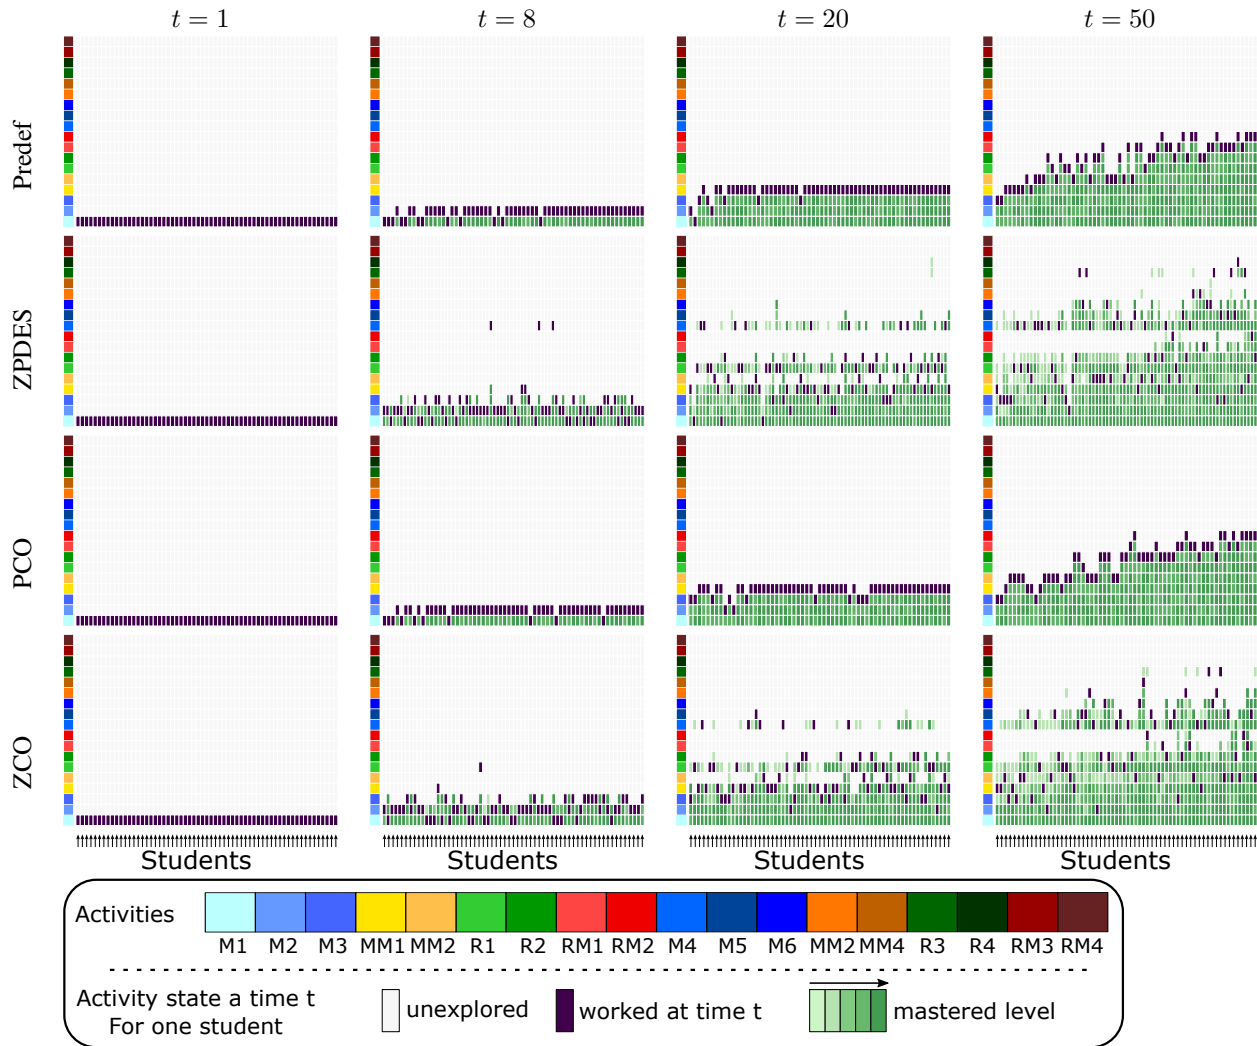 t = 1 t = 8 t = 20 t = 50
Predef
ZPDES
PCO
ZCO
Students Students Students Students
Activities
M1 M2 M3 MM1 MM2 R1 R2 RM1 RM2 M4 M5 M6 MM2 MM4 R3 R4 RM3 RM4
Activity state a time t
For one student
unexplored worked at time t mastered level